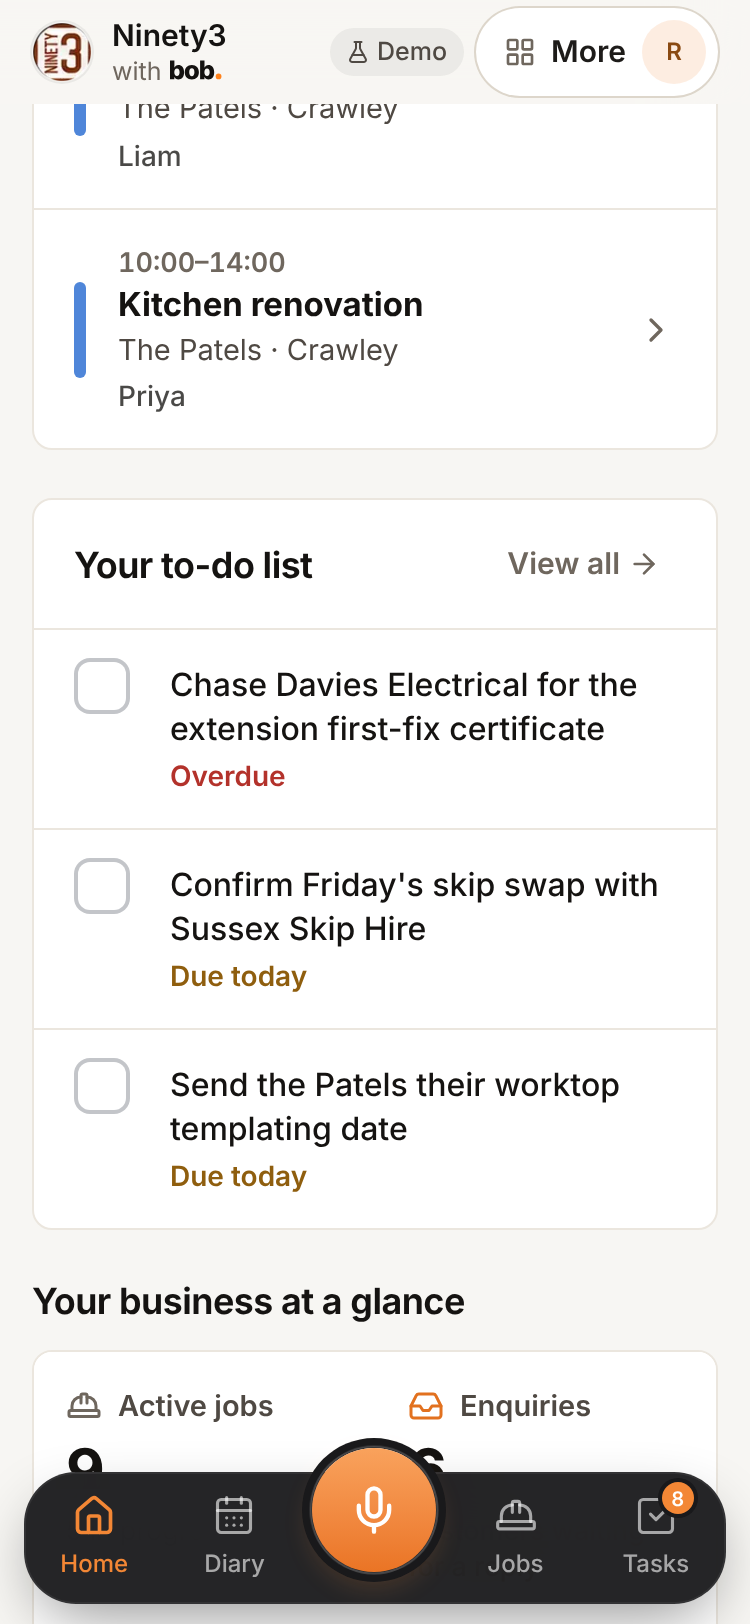 NINETY 3
Ninety3
with bob.
Demo
More
R
The Patels · Crawley
Liam
10:00–14:00
Kitchen renovation
The Patels · Crawley
Priya
Your to-do list
View all
Chase Davies Electrical for the
extension first-fix certificate
Overdue
Confirm Friday's skip swap with
Sussex Skip Hire
Due today
Send the Patels their worktop
templating date
Due today
Your business at a glance
Active jobs
Enquiries
8
Home
Diary
Jobs
Tasks